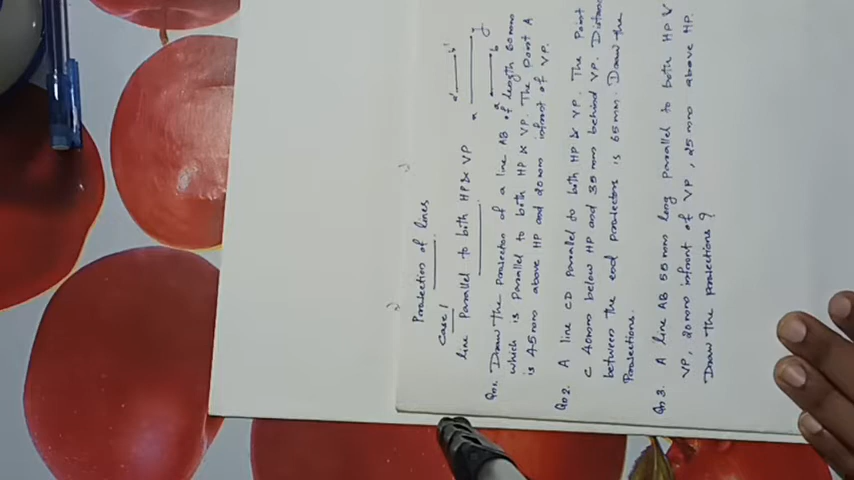 Projection of lines
Case 1
line Parallel to both HP & VP
a' b'
x y
a b
Qn1. Draw the Projection of a line AB of length 60mm
which is Parallel to both HP & VP. The point A
is 45mm above HP and 20mm infront of VP.
Qn2. A line CD Parallel to both HP & VP. The Point
C 40mm below HP and 35mm behind VP. Distance
between the end Projectors is 65mm. Draw the
Projections.
Qn3. A line AB 55mm long Parallel to both HP &
VP, 20mm infront of VP, 25mm above HP.
Draw the Projections?